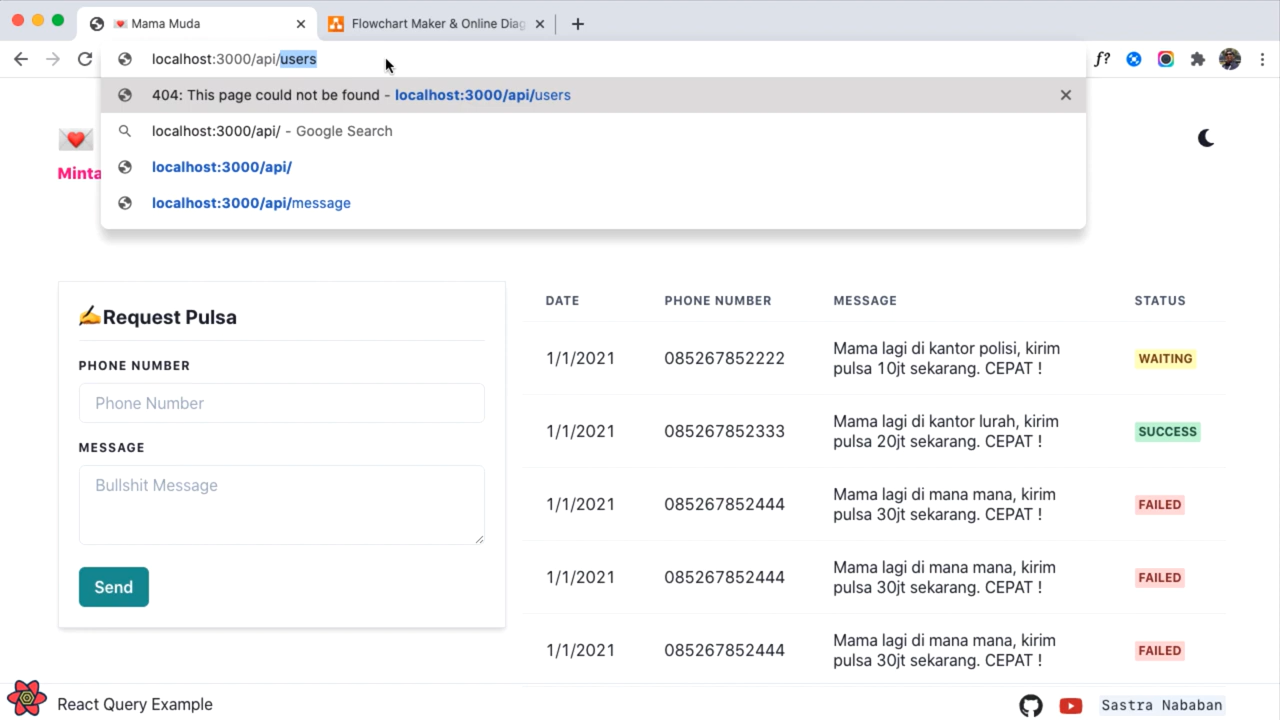 💌 Mama Muda
Flowchart Maker & Online Diag
localhost:3000/api/users
f?
404: This page could not be found - localhost:3000/api/users
localhost:3000/api/ - Google Search
localhost:3000/api/
localhost:3000/api/message
Minta
✍️Request Pulsa
PHONE NUMBER
Phone Number
MESSAGE
Bullshit Message
Send
DATE PHONE NUMBER MESSAGE STATUS
1/1/2021 085267852222 Mama lagi di kantor polisi, kirim WAITING
pulsa 10jt sekarang. CEPAT !
1/1/2021 085267852333 Mama lagi di kantor lurah, kirim SUCCESS
pulsa 20jt sekarang. CEPAT !
1/1/2021 085267852444 Mama lagi di mana mana, kirim FAILED
pulsa 30jt sekarang. CEPAT !
1/1/2021 085267852444 Mama lagi di mana mana, kirim FAILED
pulsa 30jt sekarang. CEPAT !
1/1/2021 085267852444 Mama lagi di mana mana, kirim FAILED
pulsa 30jt sekarang. CEPAT !
React Query Example
Sastra Nababan